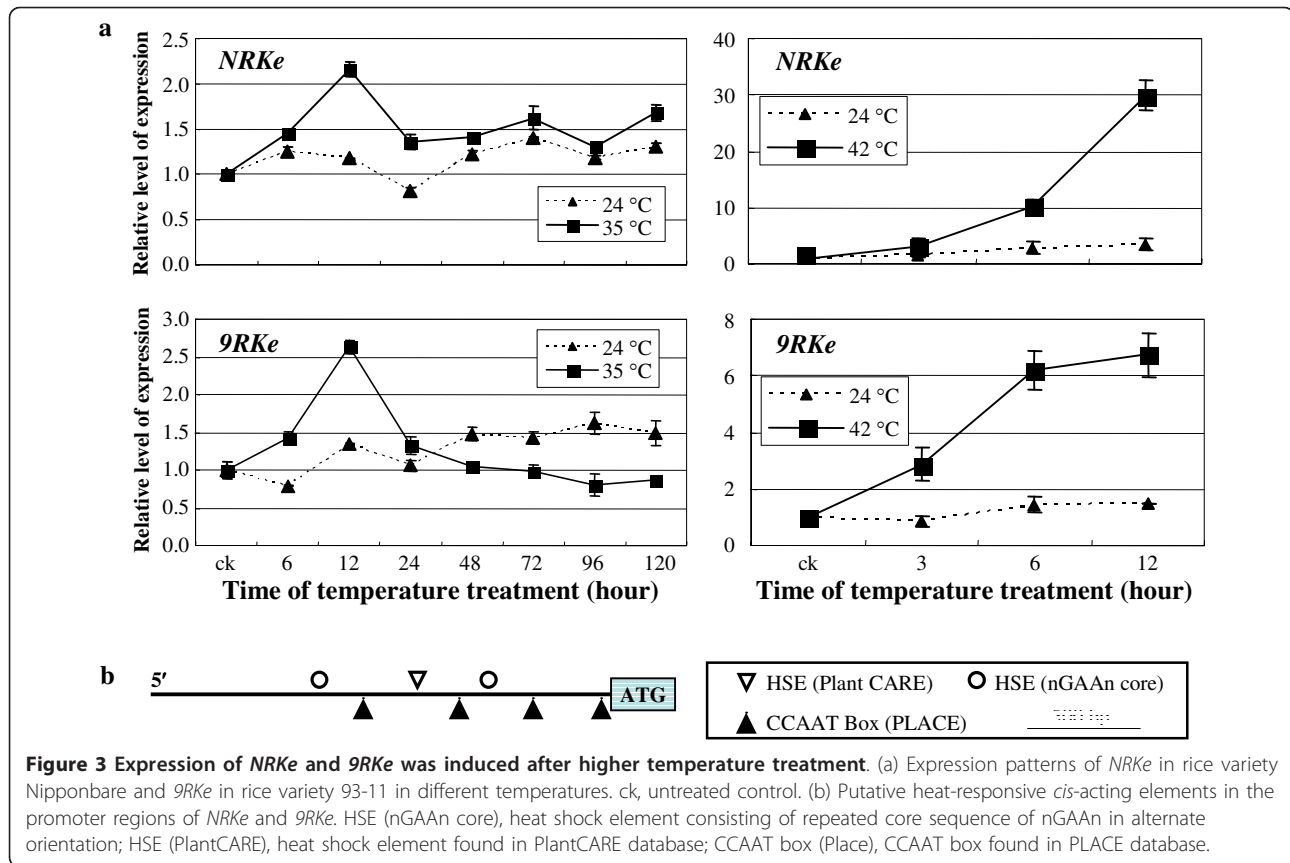 a
NRKe
Relative level of expression
2.5
2.0
1.5
1.0
0.5
0.0
24 °C
35 °C
NRKe
40
30
20
10
0
24 °C
42 °C
9RKe
Relative level of expression
3.0
2.5
2.0
1.5
1.0
0.5
0.0
24 °C
35 °C
ck 6 12 24 48 72 96 120
Time of temperature treatment (hour)
9RKe
8
6
4
2
0
24 °C
42 °C
ck 3 6 12
Time of temperature treatment (hour)
b
5′
ATG
HSE (Plant CARE) HSE (nGAAn core)
CCAAT Box (PLACE)
Figure 3 Expression of NRKe and 9RKe was induced after higher temperature treatment. (a) Expression patterns of NRKe in rice variety
Nipponbare and 9RKe in rice variety 93-11 in different temperatures. ck, untreated control. (b) Putative heat-responsive cis-acting elements in the
promoter regions of NRKe and 9RKe. HSE (nGAAn core), heat shock element consisting of repeated core sequence of nGAAn in alternate
orientation; HSE (PlantCARE), heat shock element found in PlantCARE database; CCAAT box (Place), CCAAT box found in PLACE database.